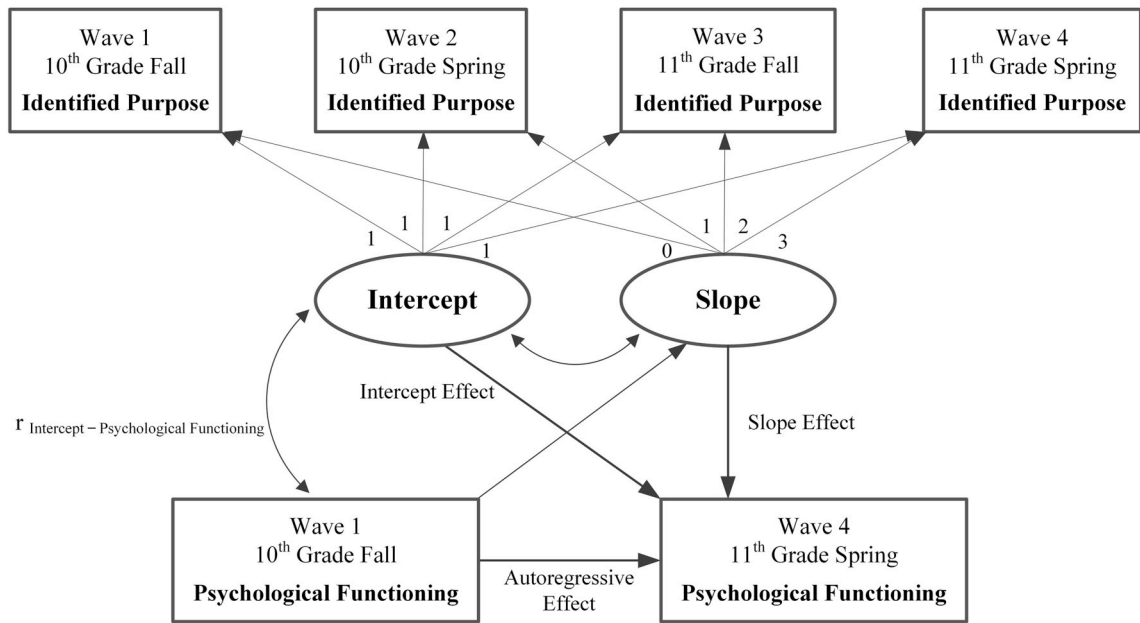 Wave 1
10th Grade Fall
Identified Purpose
Wave 2
10th Grade Spring
Identified Purpose
Wave 3
11th Grade Fall
Identified Purpose
Wave 4
11th Grade Spring
Identified Purpose
1
1
1
1
0
1
2
3
Intercept
Slope
Intercept Effect
Slope Effect
r Intercept – Psychological Functioning
Wave 1
10th Grade Fall
Psychological Functioning
Autoregressive
Effect
Wave 4
11th Grade Spring
Psychological Functioning